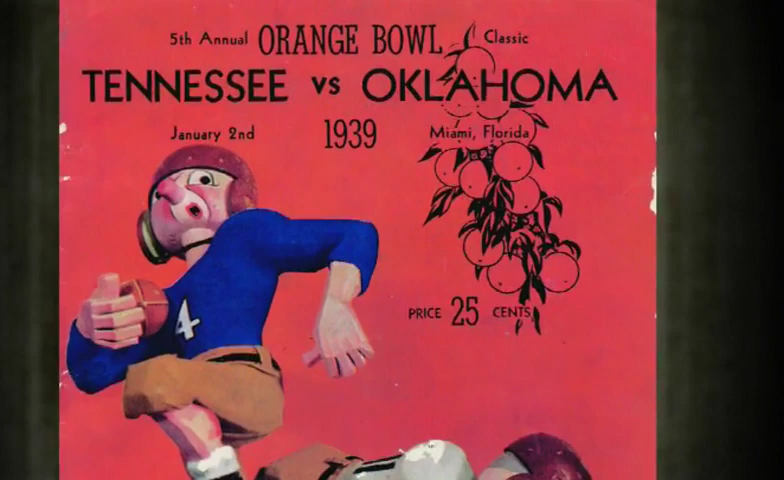 5th Annual ORANGE BOWL Classic
TENNESSEE vs OKLAHOMA
January 2nd 1939 Miami, Florida
PRICE 25 CENTS
4